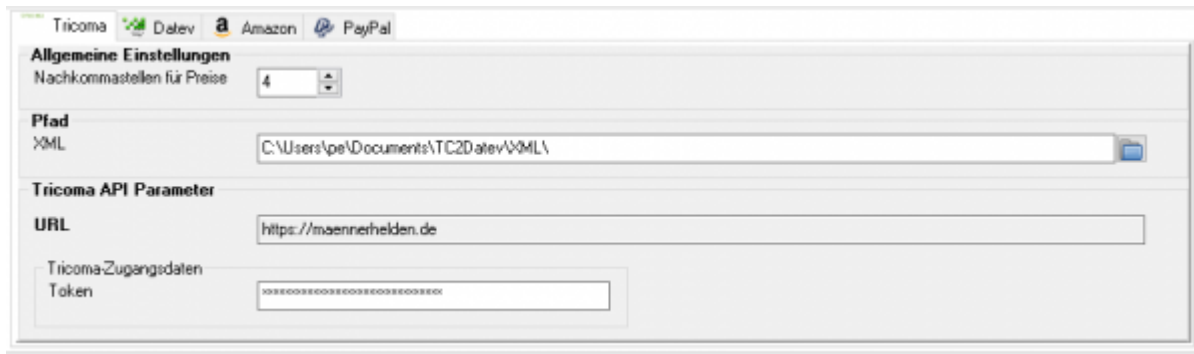 Tricoma Datev Amazon PayPal
Allgemeine Einstellungen
Nachkommastellen für Preise 4
Pfad
XML C:\Users\pe\Documents\TC2Datev\XML\
Tricoma API Parameter
URL https://maennerhelden.de
Tricoma-Zugangsdaten
Token